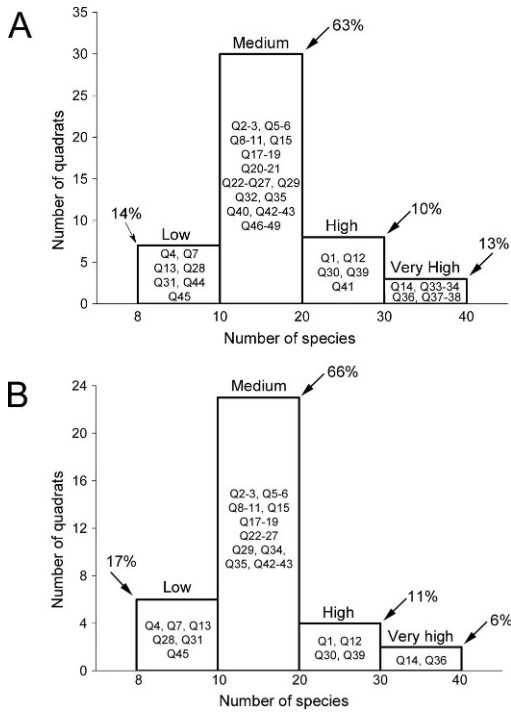 A
35
30
25
20
15
10
5
0
Number of quadrats
14%
Low
Q4, Q7
Q13, Q28
Q31, Q44
Q45
Medium
63%
Q2-3, Q5-6
Q8-11, Q15
Q17-19
Q20-21
Q22-Q27, Q29
Q32, Q35
Q40, Q42-43
Q46-49
High
10%
Q1, Q12
Q30, Q39
Q41
Very High
13%
Q14, Q33-34
Q36, Q37-38
8 10 20 30 40
Number of species
B
24
20
16
12
8
4
0
Number of quadrats
17%
Low
Q4, Q7, Q13
Q28, Q31
Q45
Medium
66%
Q2-3, Q5-6
Q8-11, Q15
Q17-19
Q22-27
Q29, Q34,
Q35, Q42-43
High
11%
Q1, Q12
Q30, Q39
Very high
6%
Q14, Q36
8 10 20 30 40
Number of species